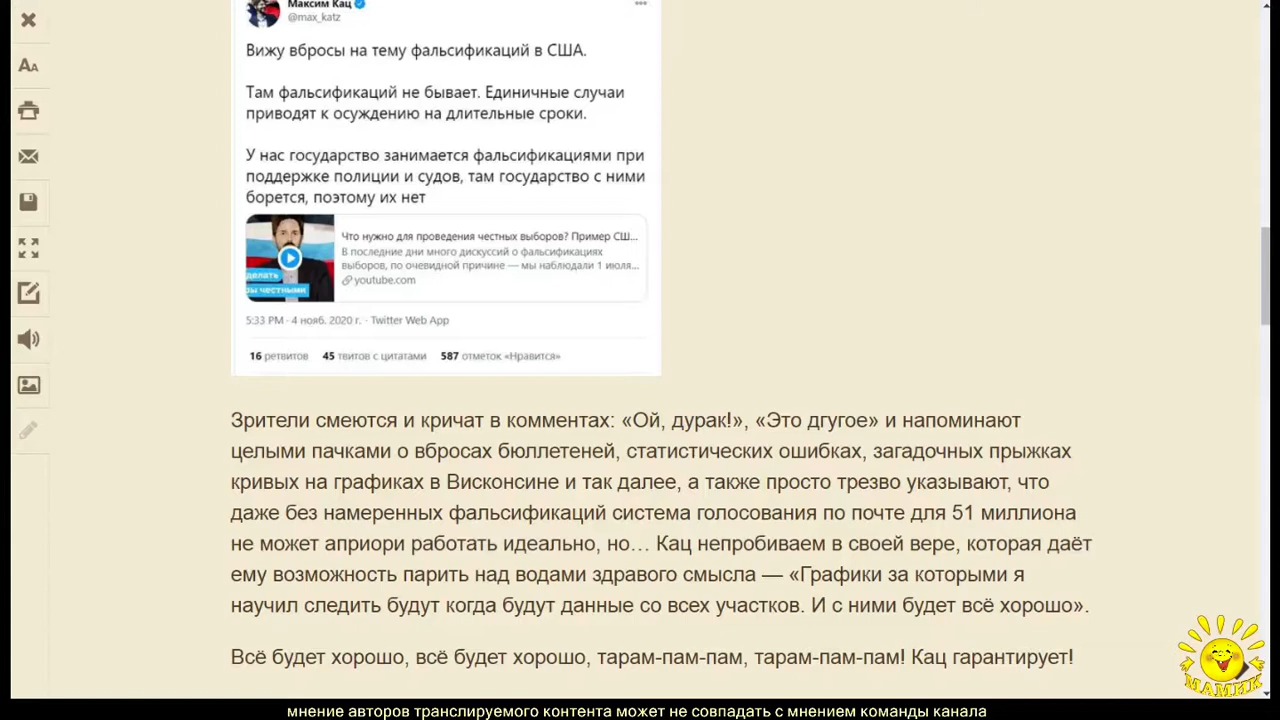 Максим Кац
@max_katz
Вижу вбросы на тему фальсификаций в США.
Там фальсификаций не бывает. Единичные случаи
приводят к осуждению на длительные сроки.
У нас государство занимается фальсификациями при
поддержке полиции и судов, там государство с ними
борется, поэтому их нет
Что нужно для проведения честных выборов? Пример СШ...
В последние дни много дискуссий о фальсификациях
выборов, по очевидной причине — мы наблюдали 1 июля...
youtube.com
делать
ы честными
5:33 PM · 4 нояб. 2020 г. · Twitter Web App
16 ретвитов 45 твитов с цитатами 587 отметок «Нравится»
Зрители смеются и кричат в комментах: «Ой, дурак!», «Это дгугое» и напоминают
целыми пачками о вбросах бюллетеней, статистических ошибках, загадочных прыжках
кривых на графиках в Висконсине и так далее, а также просто трезво указывают, что
даже без намеренных фальсификаций система голосования по почте для 51 миллиона
не может априори работать идеально, но… Кац непробиваем в своей вере, которая даёт
ему возможность парить над водами здравого смысла — «Графики за которыми я
научил следить будут когда будут данные со всех участков. И с ними будет всё хорошо».
Всё будет хорошо, всё будет хорошо, тарам-пам-пам, тарам-пам-пам! Кац гарантирует!
МАМИК
мнение авторов транслируемого контента может не совпадать с мнением команды канала